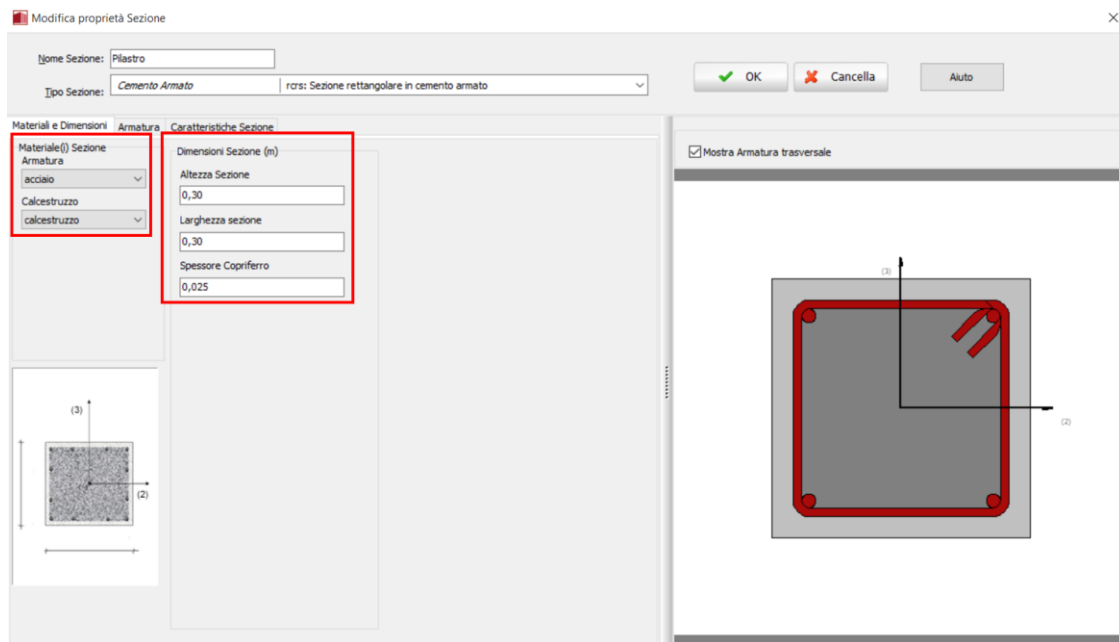 Modifica proprietà Sezione
Nome Sezione: Pilastro
Tipo Sezione: Cemento Armato rcrs: Sezione rettangolare in cemento armato
OK Cancella Aiuto
Materiali e Dimensioni Armatura Caratteristiche Sezione
Materiale(i) Sezione
Armatura
acciaio
Calcestruzzo
calcestruzzo
Dimensioni Sezione (m)
Altezza Sezione
0,30
Larghezza sezione
0,30
Spessore Copriferro
0,025
Mostra Armatura trasversale
(3)
(2)
(3)
(2)